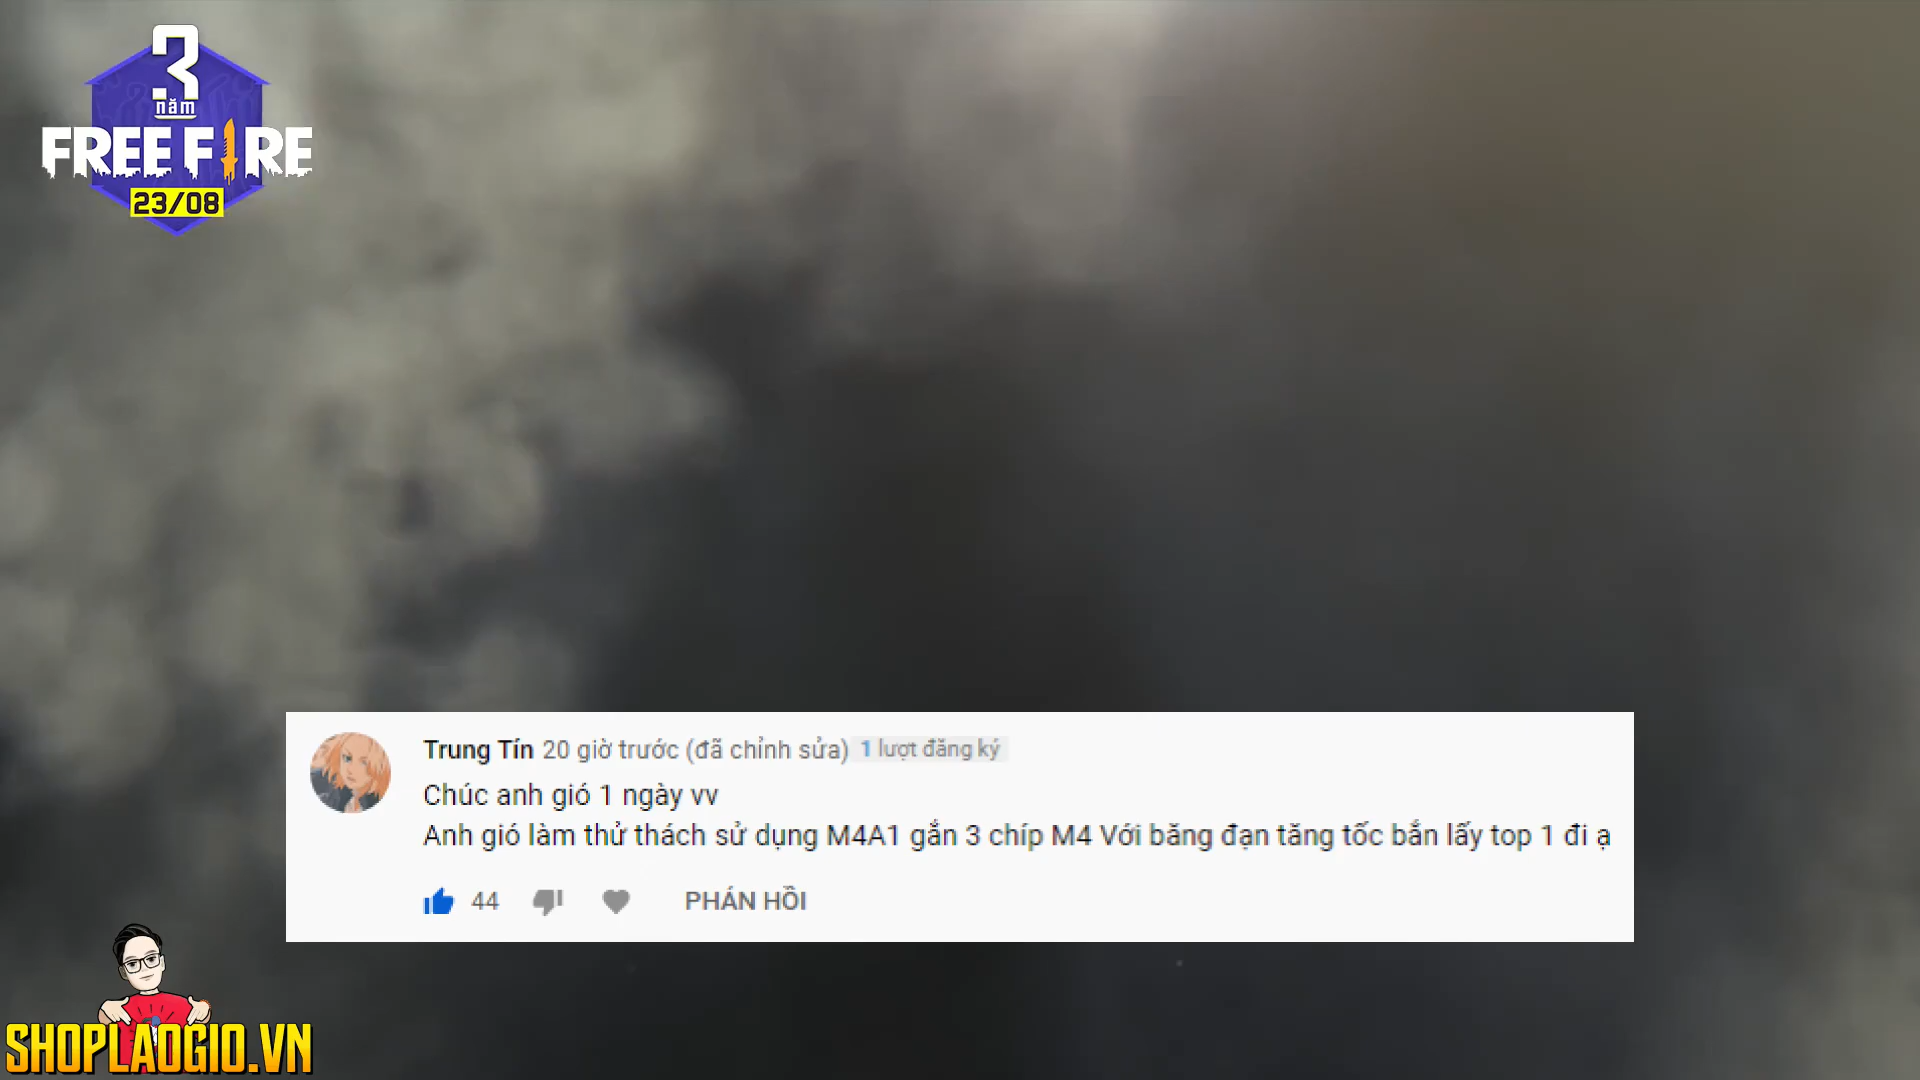 3
năm
FREE FIRE
23/08
Trung Tín 20 giờ trước (đã chỉnh sửa) 1 lượt đăng ký
Chúc anh gió 1 ngày vv
Anh gió làm thử thách sử dụng M4A1 gắn 3 chíp M4 Với băng đạn tăng tốc bắn lấy top 1 đi ạ
44 PHẢN HỒI
SHOPLAOGIO.VN